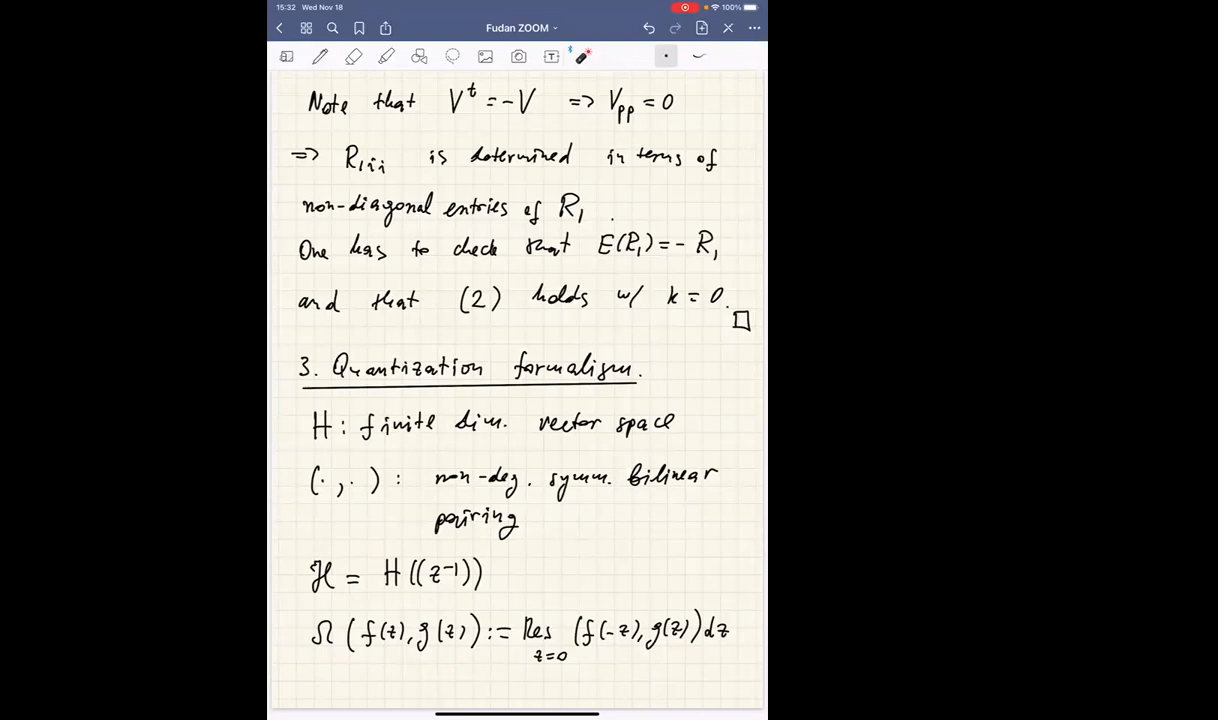 15:32 Wed Nov 18
100%
Fudan ZOOM
Note that V^t = -V => V_pp = 0
=> R_1ii is determined in terms of
non-diagonal entries of R_1.
One has to check that E(R_1) = - R_1
and that (2) holds w/ k = 0. □
3. Quantization formalism.
H: finite dim. vector space
(·,·): non-deg. symm. bilinear
pairing
ℋ = H((z^-1))
Ω(f(z), g(z)) := Res (f(-z), g(z))dz
z=0